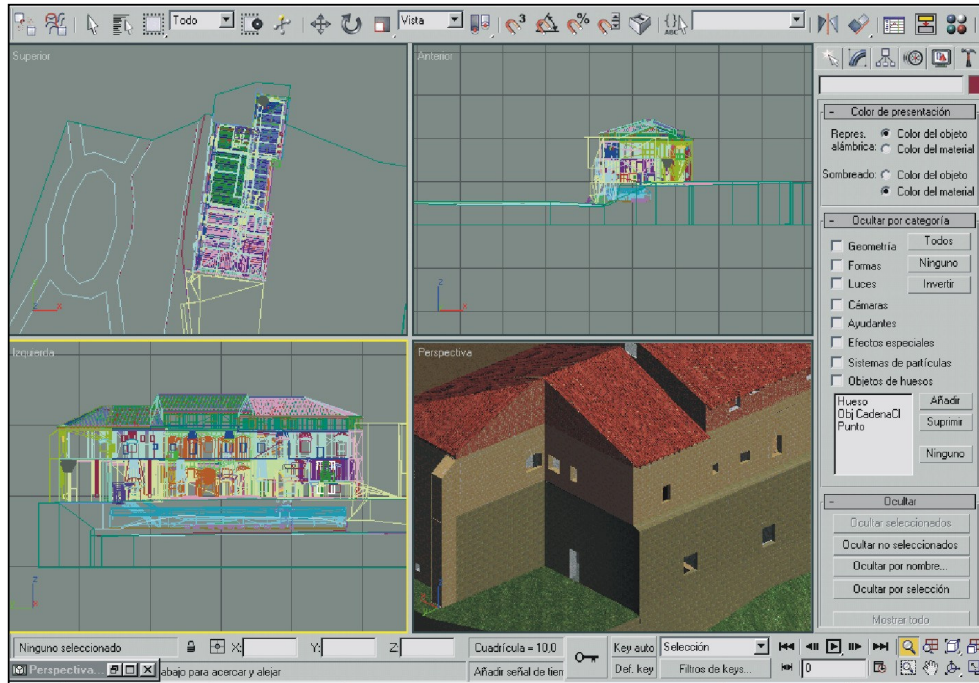 Todo
Vista
3
%
ABC
Superior
Anterior
Color de presentación
Repres. alámbrica:
Color del objeto
Color del material
Sombreado:
Color del objeto
Color del material
Ocultar por categoría
Geometría
Todos
Formas
Ninguno
Luces
Invertir
Cámaras
Ayudantes
Efectos especiales
Sistemas de partículas
Objetos de huesos
Hueso
Obj CadenaCI
Punto
Añadir
Suprimir
Ninguno
Ocultar
Ocultar seleccionados
Ocultar no seleccionados
Ocultar por nombre...
Ocultar por selección
Mostrar todo
z
x
z
x
Izquierda
Perspectiva
z
x
z
x
Ninguno seleccionado
X:
Y:
Z:
Cuadrícula = 10,0
Key auto
Selección
Perspectiva...
abajo para acercar y alejar
Añadir señal de tien
Def. key
Filtros de keys...
0